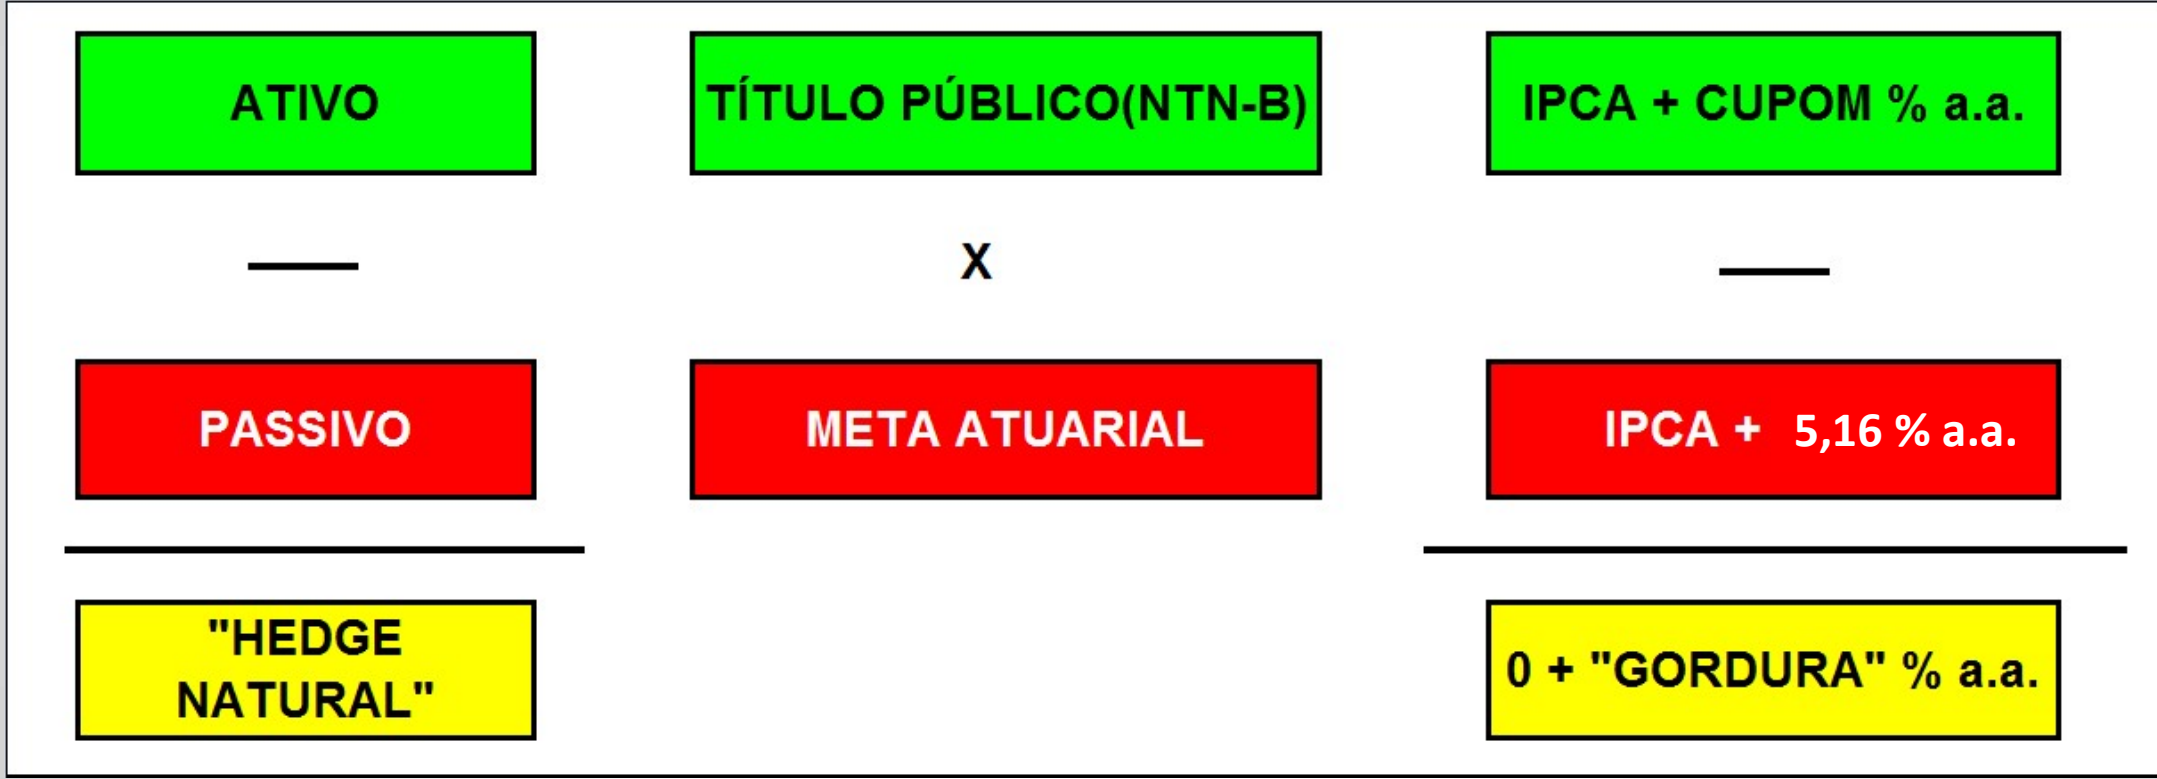 ATIVO
TÍTULO PÚBLICO(NTN-B)
IPCA + CUPOM % a.a.
X
PASSIVO
META ATUARIAL
IPCA + 5,16 % a.a.
"HEDGE
NATURAL"
0 + "GORDURA" % a.a.